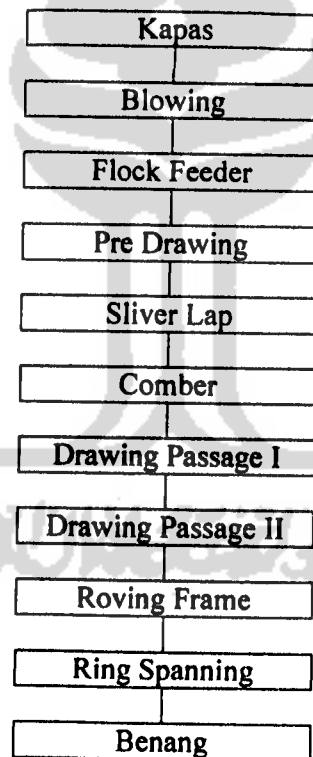 Kapas
Blowing
Flock Feeder
Pre Drawing
Sliver Lap
Comber
Drawing Passage I
Drawing Passage II
Roving Frame
Ring Spanning
Benang